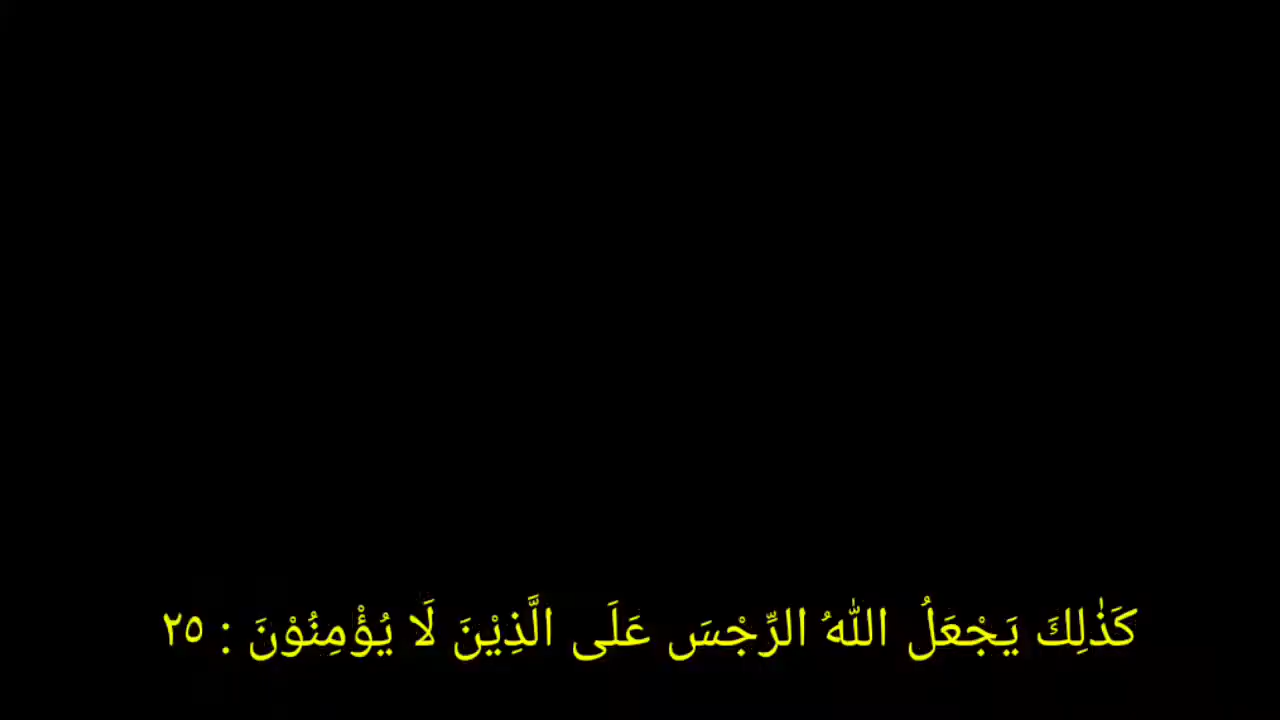 كَذٰلِكَ يَجْعَلُ اللّٰهُ الرِّجْسَ عَلَى الَّذِيْنَ لَا يُؤْمِنُوْنَ : ٢٥